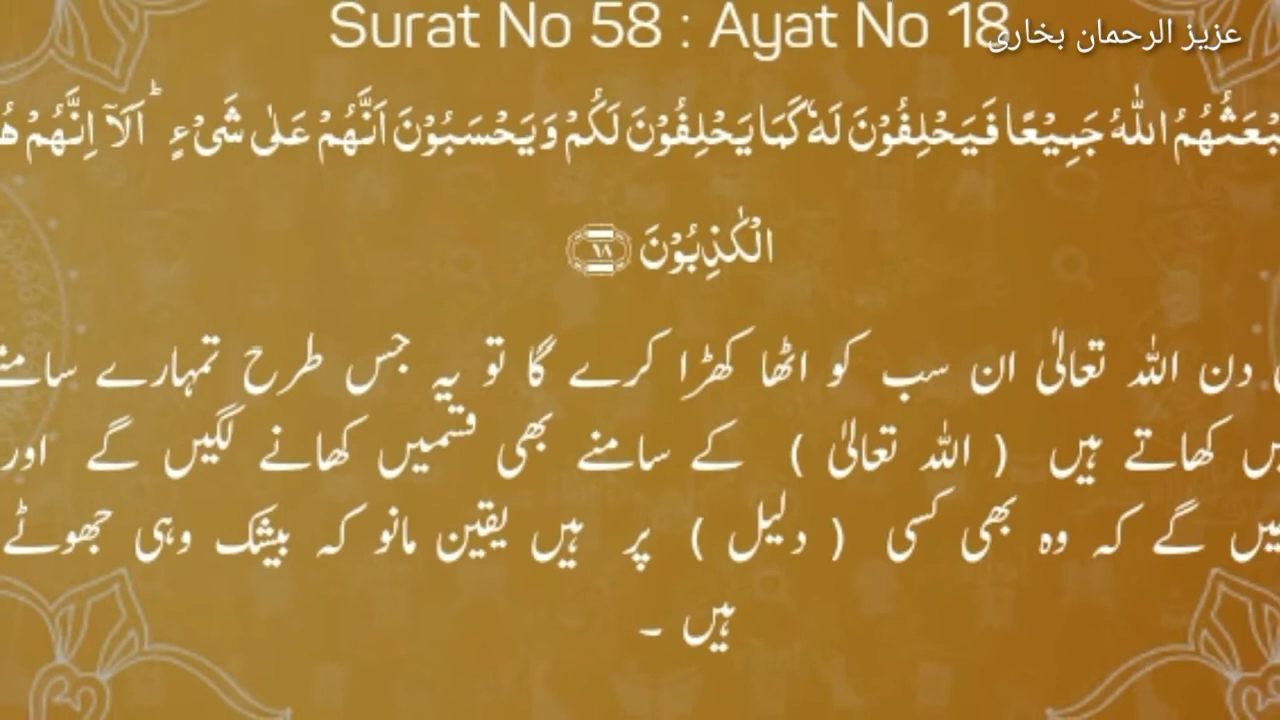 Surat No 58 : Ayat No 18
عزیز الرحمان بخاری
اللّٰهُ جَمِیْعًا فَیَحْلِفُوْنَ لَهٗ كَمَا یَحْلِفُوْنَ لَكُمْ وَ یَحْسَبُوْنَ اَنَّهُمْ عَلٰى شَیْءٍ ؕ اَلَاۤ اِنَّهُمْ
الْكٰذِبُوْنَ ۱۸
دن اللہ تعالیٰ ان سب کو اٹھا کھڑا کرے گا تو یہ جس طرح تمہارے
کھاتے ہیں ( اللہ تعالیٰ ) کے سامنے بھی قسمیں کھانے لگیں گے اور
گے کہ وہ بھی کسی ( دلیل ) پر ہیں یقین مانو کہ بیشک وہی جھوٹے
ہیں ۔